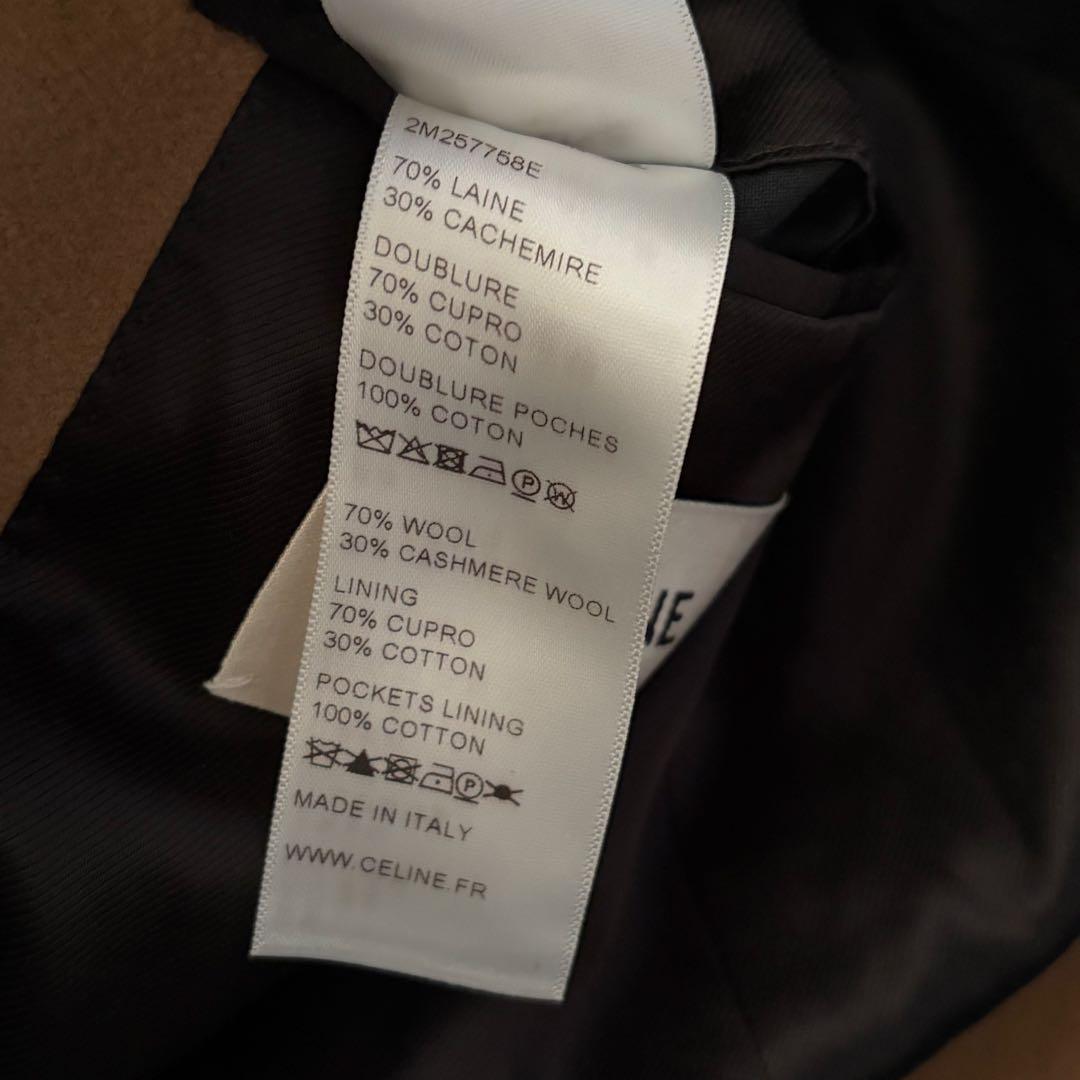 2M257758E
70% LAINE
30% CACHEMIRE
DOUBLURE
70% CUPRO
30% COTON
DOUBLURE POCHES
100% COTON
P W
70% WOOL
30% CASHMERE WOOL
LINING
70% CUPRO
30% COTTON
POCKETS LINING
100% COTTON
P
MADE IN ITALY
WWW.CELINE.FR